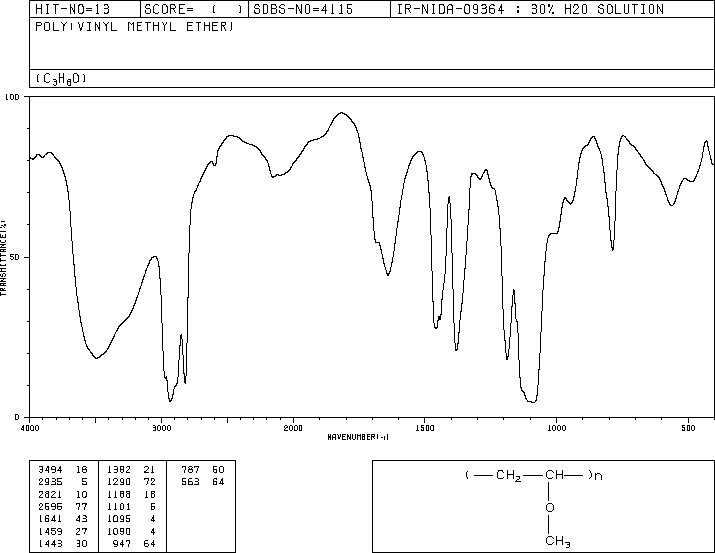 HIT-NO=13 SCORE= ( ) SDBS-NO=4115 IR-NIDA-09364 : 30% H2O SOLUTION
POLY(VINYL METHYL ETHER)
(C3H6O)
100
50
0
TRANSMITTANCE(%)
4000 3000 2000 1500 1000 500
WAVENUMBER(-1)
3494 18 1382 21 787 50
2935 5 1290 72 563 64
2821 10 1188 18
2595 77 1101 5
1641 43 1095 4
1459 27 1090 4
1443 30 947 64
( CH2 CH )n
O
CH3